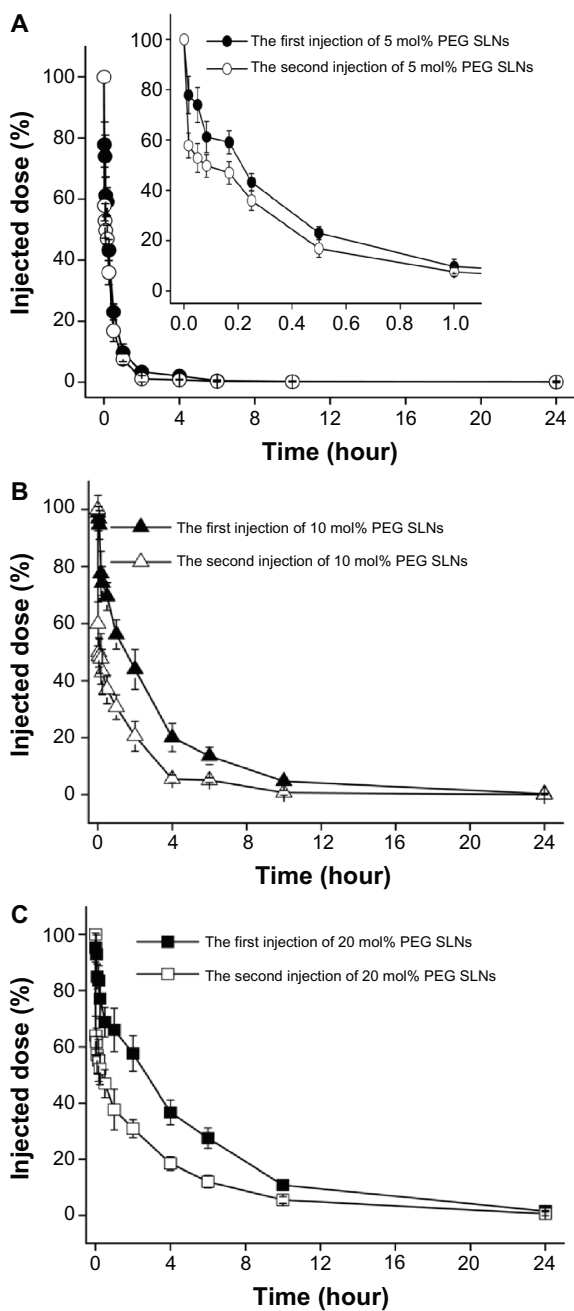 A
The first injection of 5 mol% PEG SLNs
The second injection of 5 mol% PEG SLNs
100
80
60
40
20
0
0.0 0.2 0.4 0.6 0.8 1.0
100
80
60
40
20
0
Injected dose (%)
0 4 8 12 16 20 24
Time (hour)
B
The first injection of 10 mol% PEG SLNs
The second injection of 10 mol% PEG SLNs
100
80
60
40
20
0
Injected dose (%)
0 4 8 12 16 20 24
Time (hour)
C
The first injection of 20 mol% PEG SLNs
The second injection of 20 mol% PEG SLNs
100
80
60
40
20
0
Injected dose (%)
0 4 8 12 16 20 24
Time (hour)